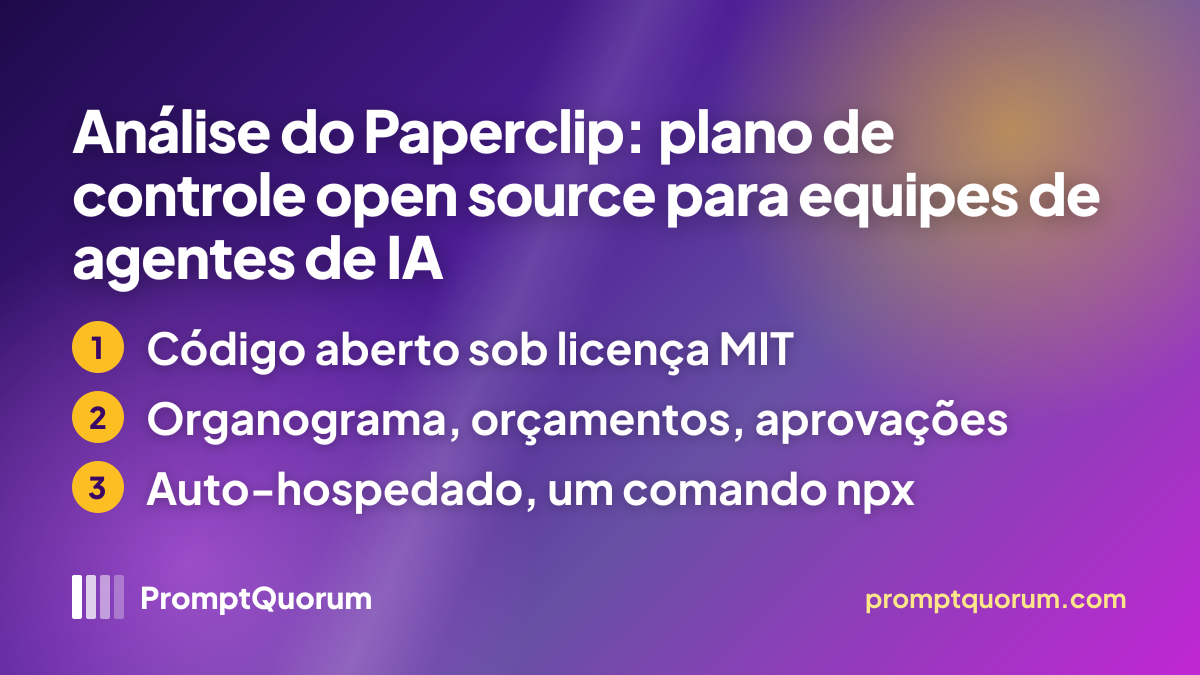 Análise do Paperclip: plano de
controle open source para equipes de
agentes de IA
1 Código aberto sob licença MIT
2 Organograma, orçamentos, aprovações
3 Auto-hospedado, um comando npx
PromptQuorum
promptquorum.com